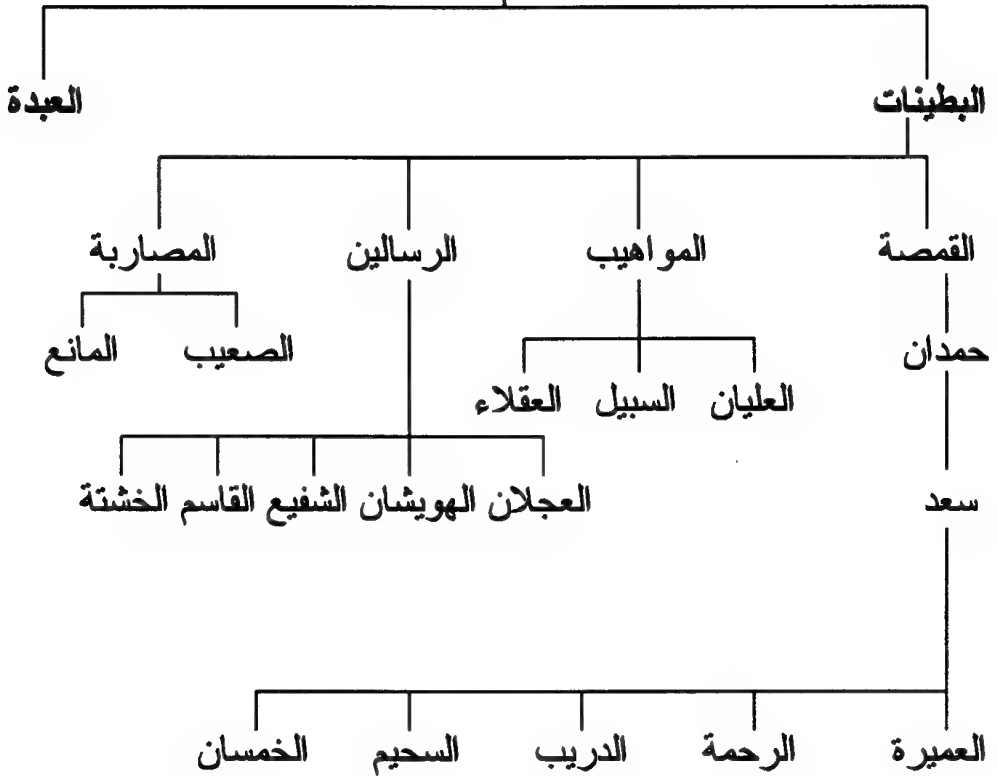 البطينات العبدة
القمصة المواهيب الرسالين المصاربة
حمدان الصعيب المانع
العليان السبيل العقلاء
سعد العجلان الهويشان الشفيع القاسم الخشتة
العميرة الرحمة الدريب السحيم الخمسان